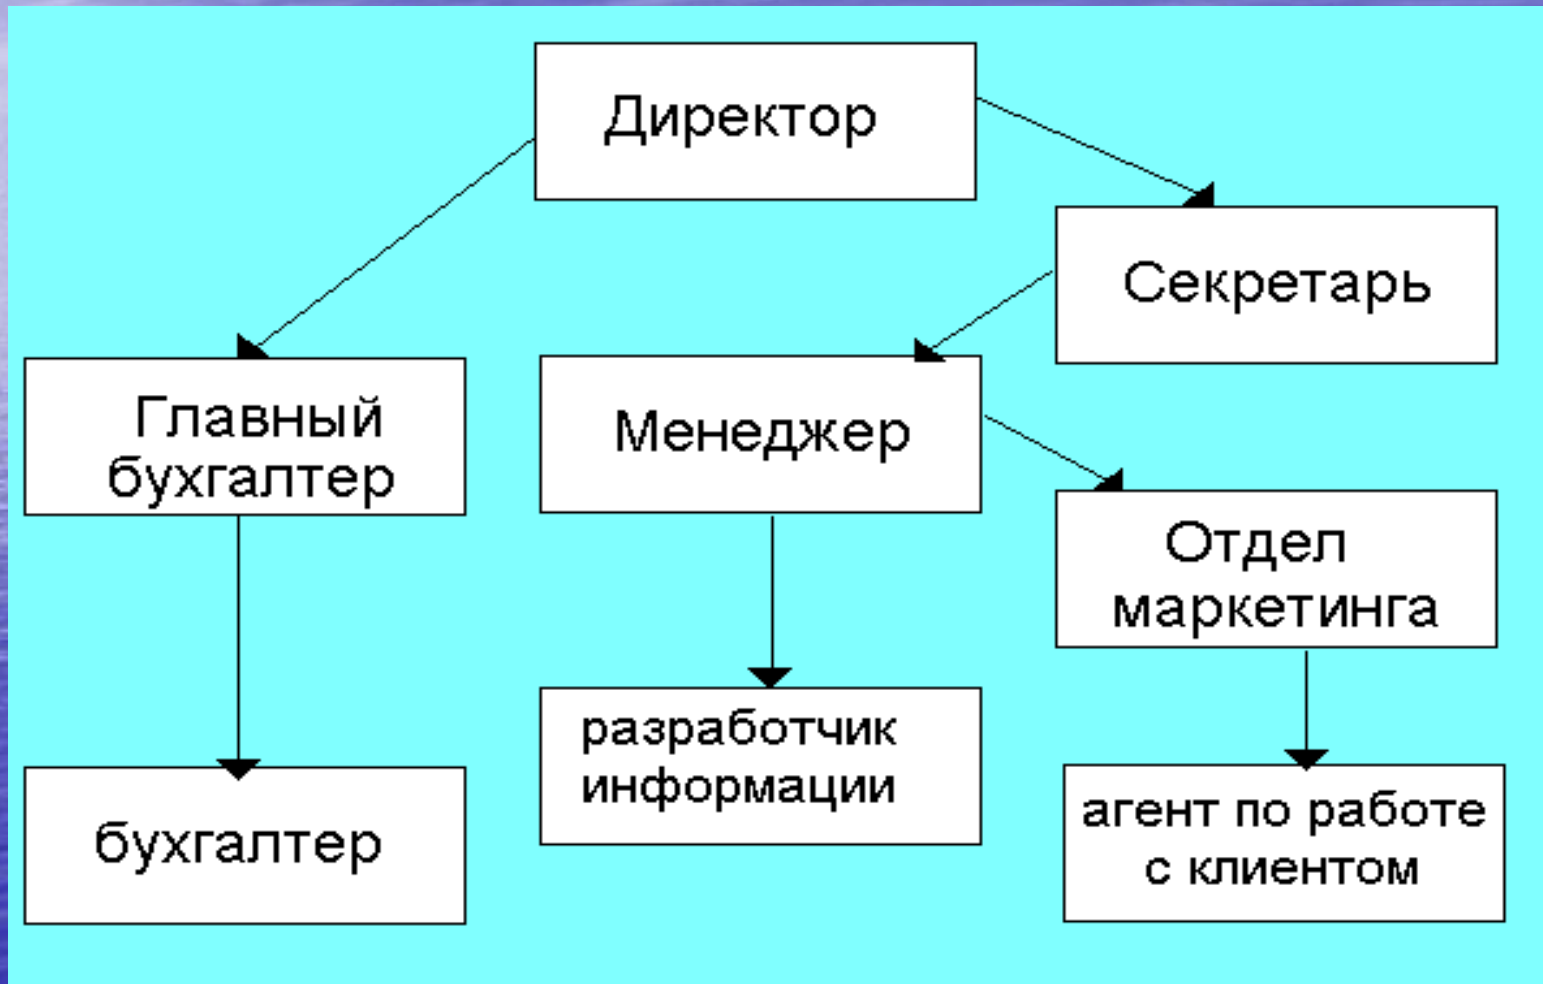 Директор
Секретарь
Главный
бухгалтер
Менеджер
Отдел
маркетинга
разработчик
информации
бухгалтер
агент по работе
с клиентом